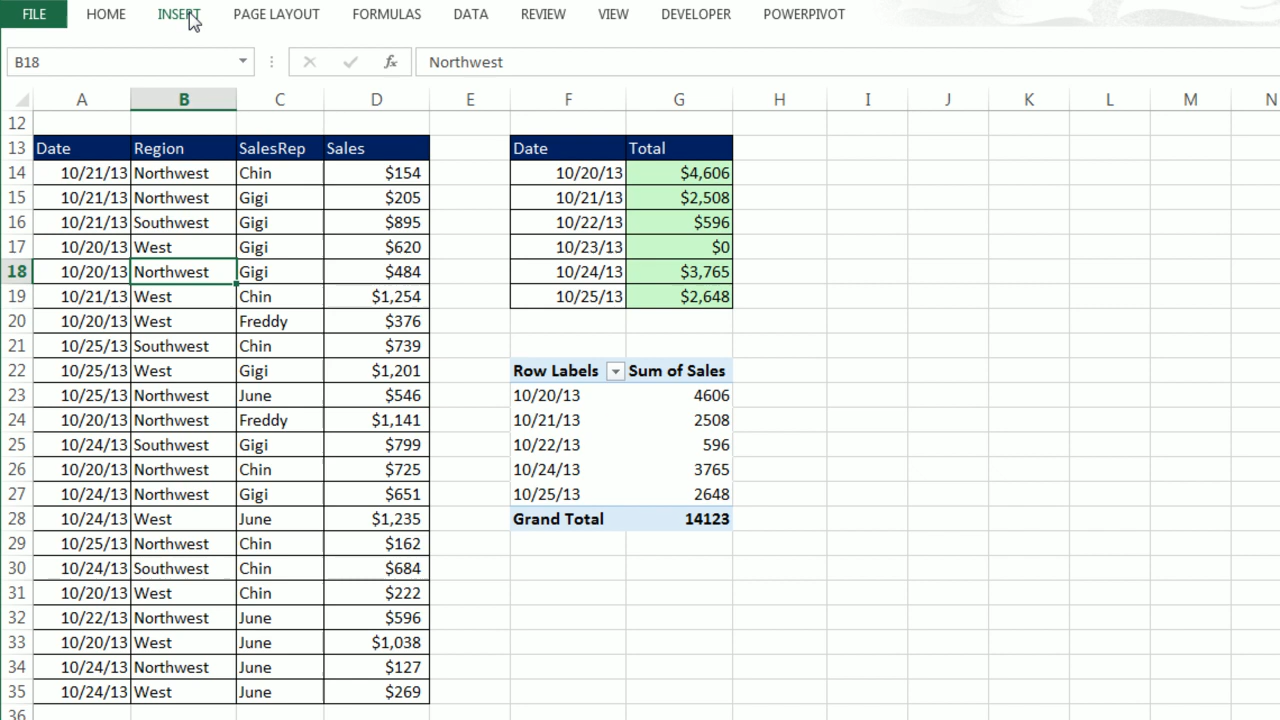 FILE HOME INSERT PAGE LAYOUT FORMULAS DATA REVIEW VIEW DEVELOPER POWERPIVOT
B18 fx Northwest
A B C D E F G H I J K L M N
12
13 Date Region SalesRep Sales Date Total
14 10/21/13 Northwest Chin $154 10/20/13 $4,606
15 10/21/13 Northwest Gigi $205 10/21/13 $2,508
16 10/21/13 Southwest Gigi $895 10/22/13 $596
17 10/20/13 West Gigi $620 10/23/13 $0
18 10/20/13 Northwest Gigi $484 10/24/13 $3,765
19 10/21/13 West Chin $1,254 10/25/13 $2,648
20 10/20/13 West Freddy $376
21 10/25/13 Southwest Chin $739
22 10/25/13 West Gigi $1,201 Row Labels Sum of Sales
23 10/25/13 Northwest June $546 10/20/13 4606
24 10/20/13 Northwest Freddy $1,141 10/21/13 2508
25 10/24/13 Southwest Gigi $799 10/22/13 596
26 10/20/13 Northwest Chin $725 10/24/13 3765
27 10/24/13 Northwest Gigi $651 10/25/13 2648
28 10/24/13 West June $1,235 Grand Total 14123
29 10/25/13 Northwest Chin $162
30 10/24/13 Southwest Chin $684
31 10/20/13 West Chin $222
32 10/22/13 Northwest June $596
33 10/20/13 West June $1,038
34 10/24/13 Northwest June $127
35 10/24/13 West June $269
36